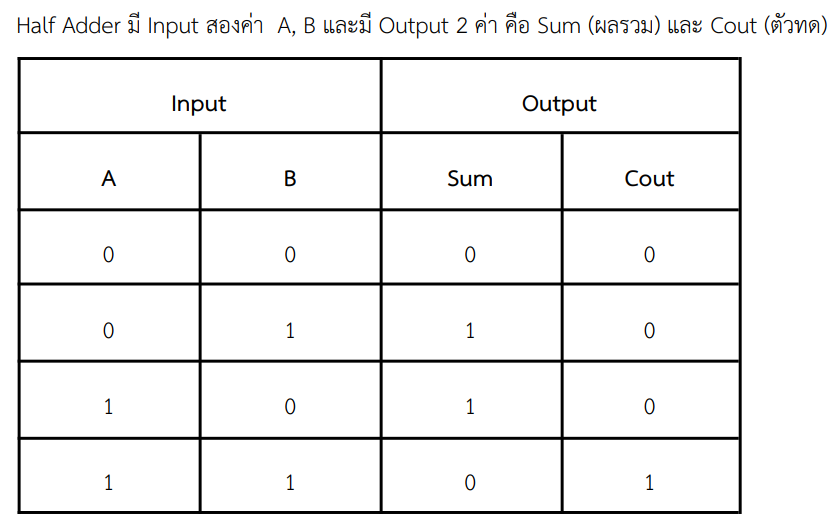 Half Adder มี Input สองค่า A, B และมี Output 2 ค่า คือ Sum (ผลรวม) และ Cout (ตัวทด)
Input Output
A B Sum Cout
0 0 0 0
0 1 1 0
1 0 1 0
1 1 0 1